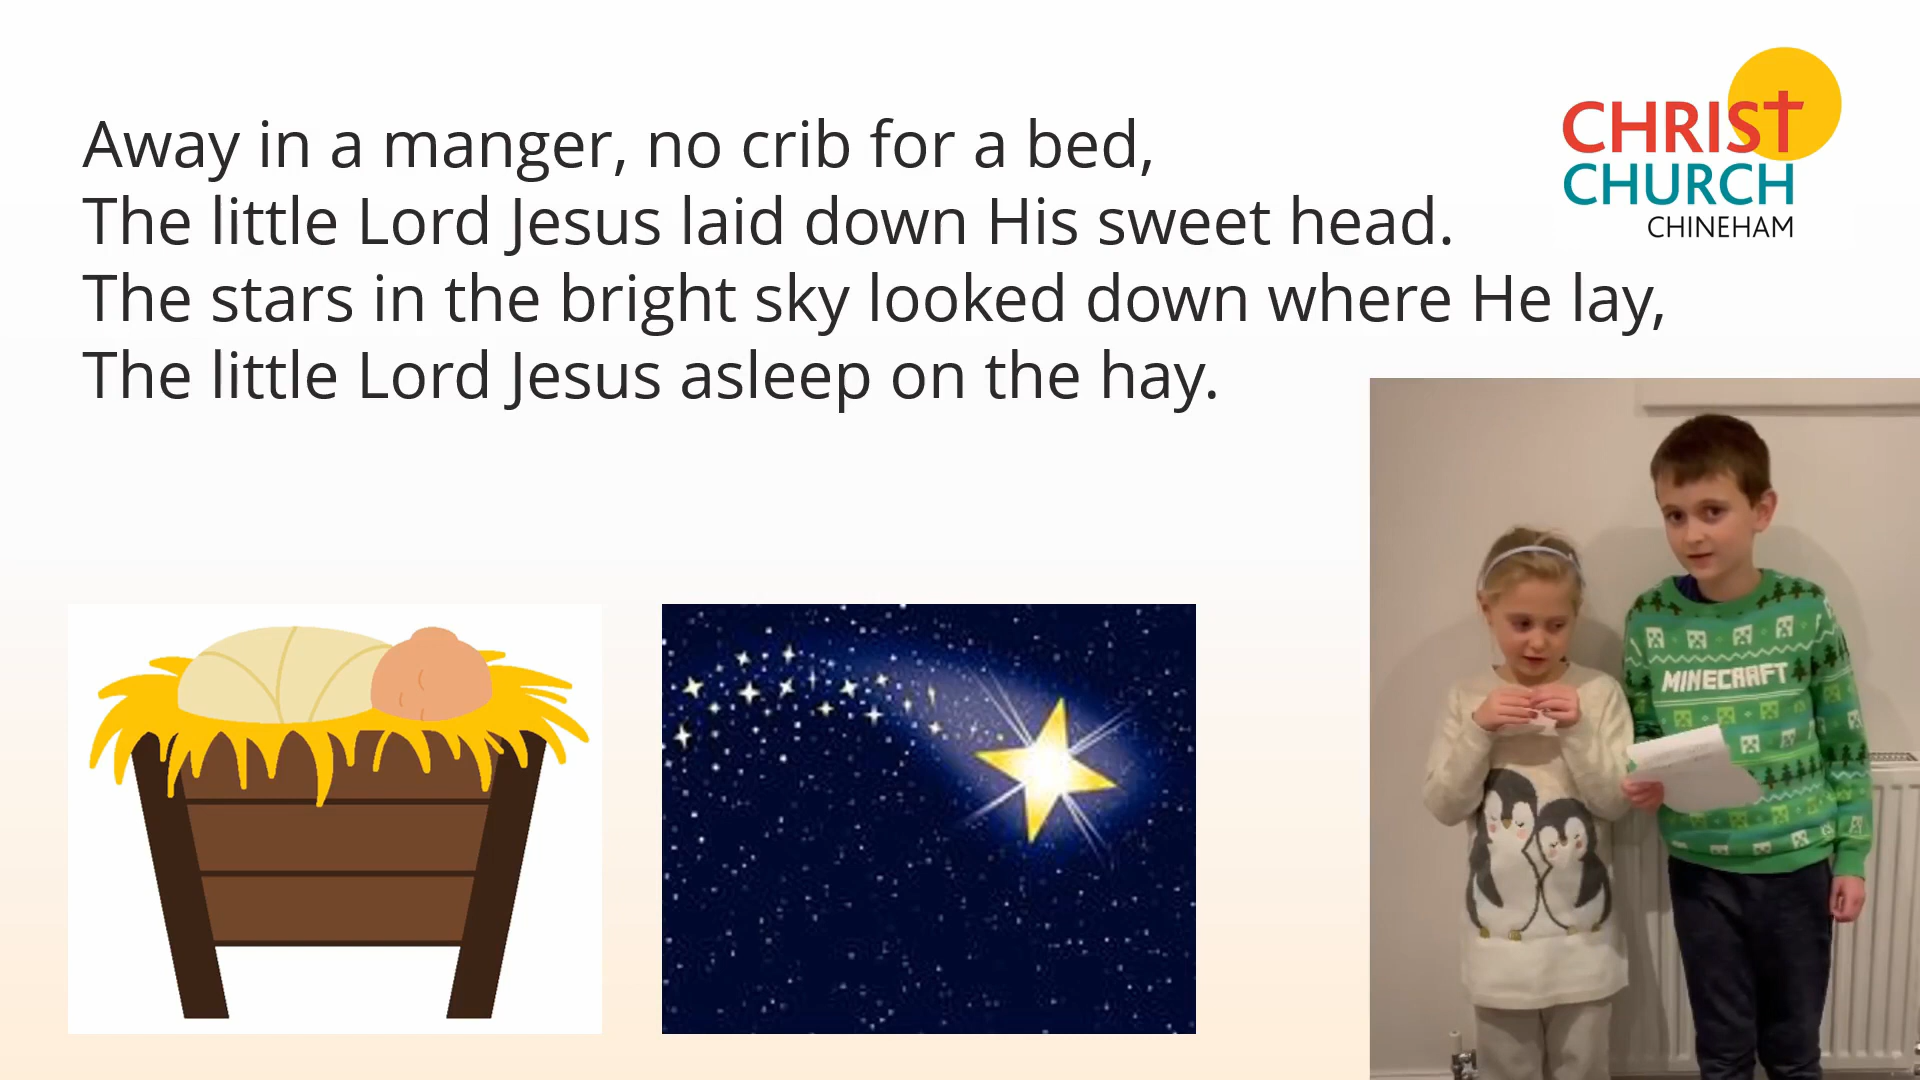 Away in a manger, no crib for a bed,
The little Lord Jesus laid down His sweet head.
The stars in the bright sky looked down where He lay,
The little Lord Jesus asleep on the hay.
CHRIST
CHURCH
CHINEHAM
MINECRAFT